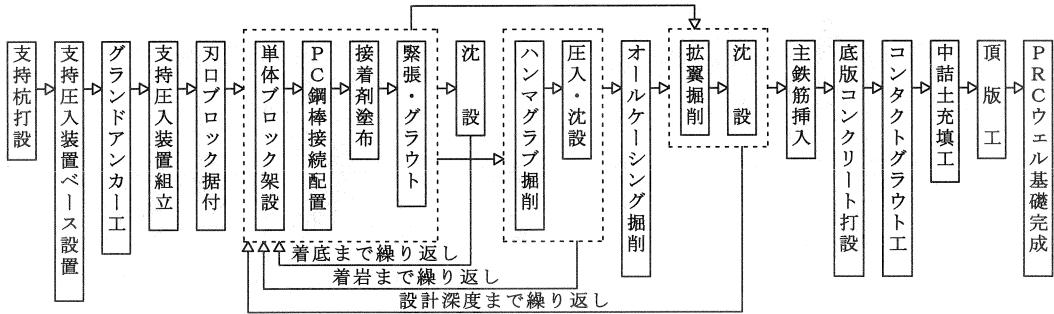 支持杭打設
支持圧入装置ベース設置
グランドアンカー工
支持圧入装置組立
刃口ブロック据付
単体ブロック架設
PC鋼棒接続配置
接着剤塗布
緊張・グラウト
沈設
ハンマグラブ掘削
圧入・沈設
オールケーシング掘削
拡翼掘削
沈設
主鉄筋挿入
底版コンクリート打設
コンタクトグラウト工
中詰土充填工
頂版工
PRCウェル基礎完成
着底まで繰り返し
着岩まで繰り返し
設計深度まで繰り返し